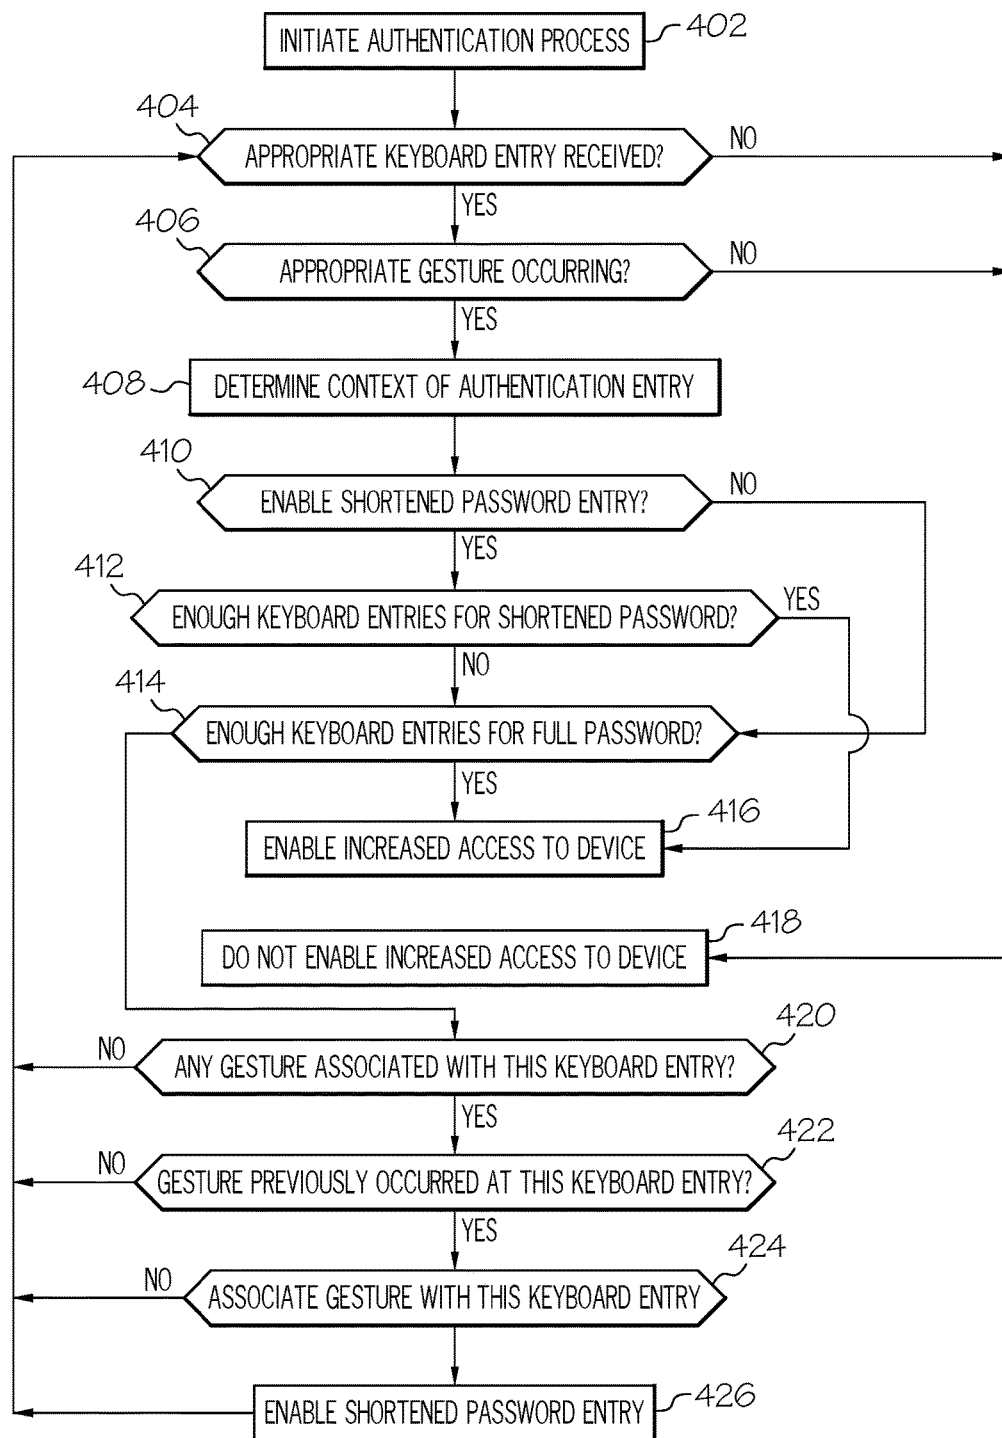 INITIATE AUTHENTICATION PROCESS
402
404
APPROPRIATE KEYBOARD ENTRY RECEIVED?
NO
YES
406
APPROPRIATE GESTURE OCCURRING?
NO
YES
408
DETERMINE CONTEXT OF AUTHENTICATION ENTRY
410
ENABLE SHORTENED PASSWORD ENTRY?
NO
YES
412
ENOUGH KEYBOARD ENTRIES FOR SHORTENED PASSWORD?
YES
NO
414
ENOUGH KEYBOARD ENTRIES FOR FULL PASSWORD?
YES
416
ENABLE INCREASED ACCESS TO DEVICE
418
DO NOT ENABLE INCREASED ACCESS TO DEVICE
420
NO
ANY GESTURE ASSOCIATED WITH THIS KEYBOARD ENTRY?
YES
422
NO
GESTURE PREVIOUSLY OCCURRED AT THIS KEYBOARD ENTRY?
YES
424
NO
ASSOCIATE GESTURE WITH THIS KEYBOARD ENTRY
ENABLE SHORTENED PASSWORD ENTRY
426